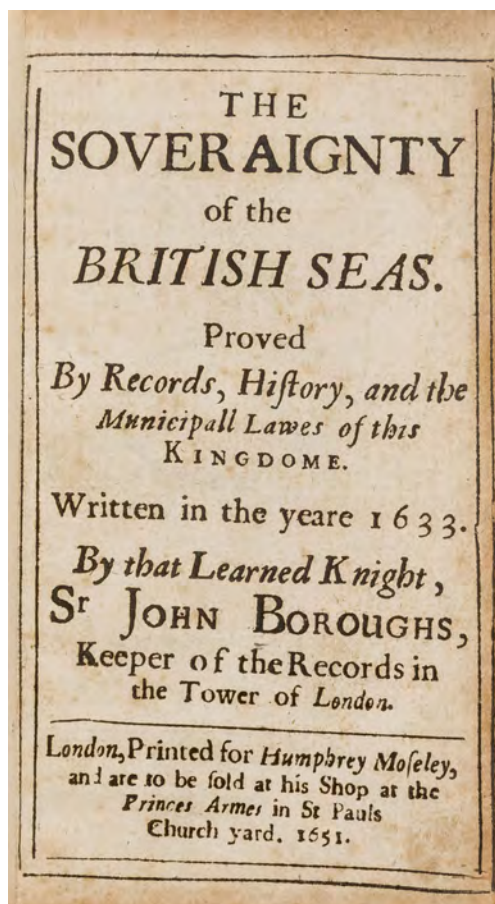 THE
SOVERAIGNTY
of the
BRITISH SEAS.
Proved
By Records, Hiſtory, and the
Municipall Lawes of this
KINGDOME.
Written in the yeare 1633.
By that Learned Knight,
Sr JOHN BOROUGHS,
Keeper of the Records in
the Tower of London.
London, Printed for Humphrey Moſeley,
and are to be ſold at his Shop at the
Princes Armes in St Pauls
Church yard. 1651.